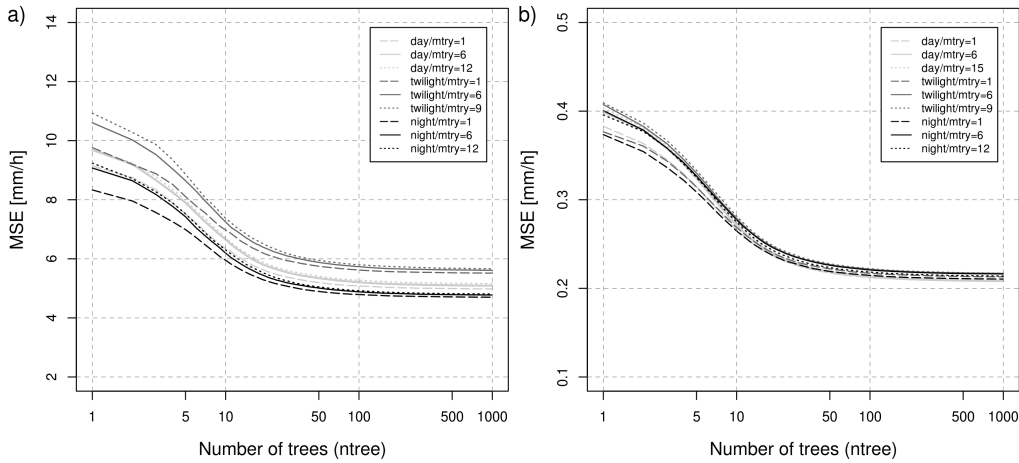 a)
MSE [mm/h]
14
12
10
8
6
4
2
day/mtry=1
day/mtry=6
day/mtry=12
twilight/mtry=1
twilight/mtry=6
twilight/mtry=9
night/mtry=1
night/mtry=6
night/mtry=12
1 5 10 50 100 500 1000
Number of trees (ntree)
b)
MSE [mm/h]
0.5
0.4
0.3
0.2
0.1
day/mtry=1
day/mtry=6
day/mtry=15
twilight/mtry=1
twilight/mtry=6
twilight/mtry=9
night/mtry=1
night/mtry=6
night/mtry=12
1 5 10 50 100 500 1000
Number of trees (ntree)